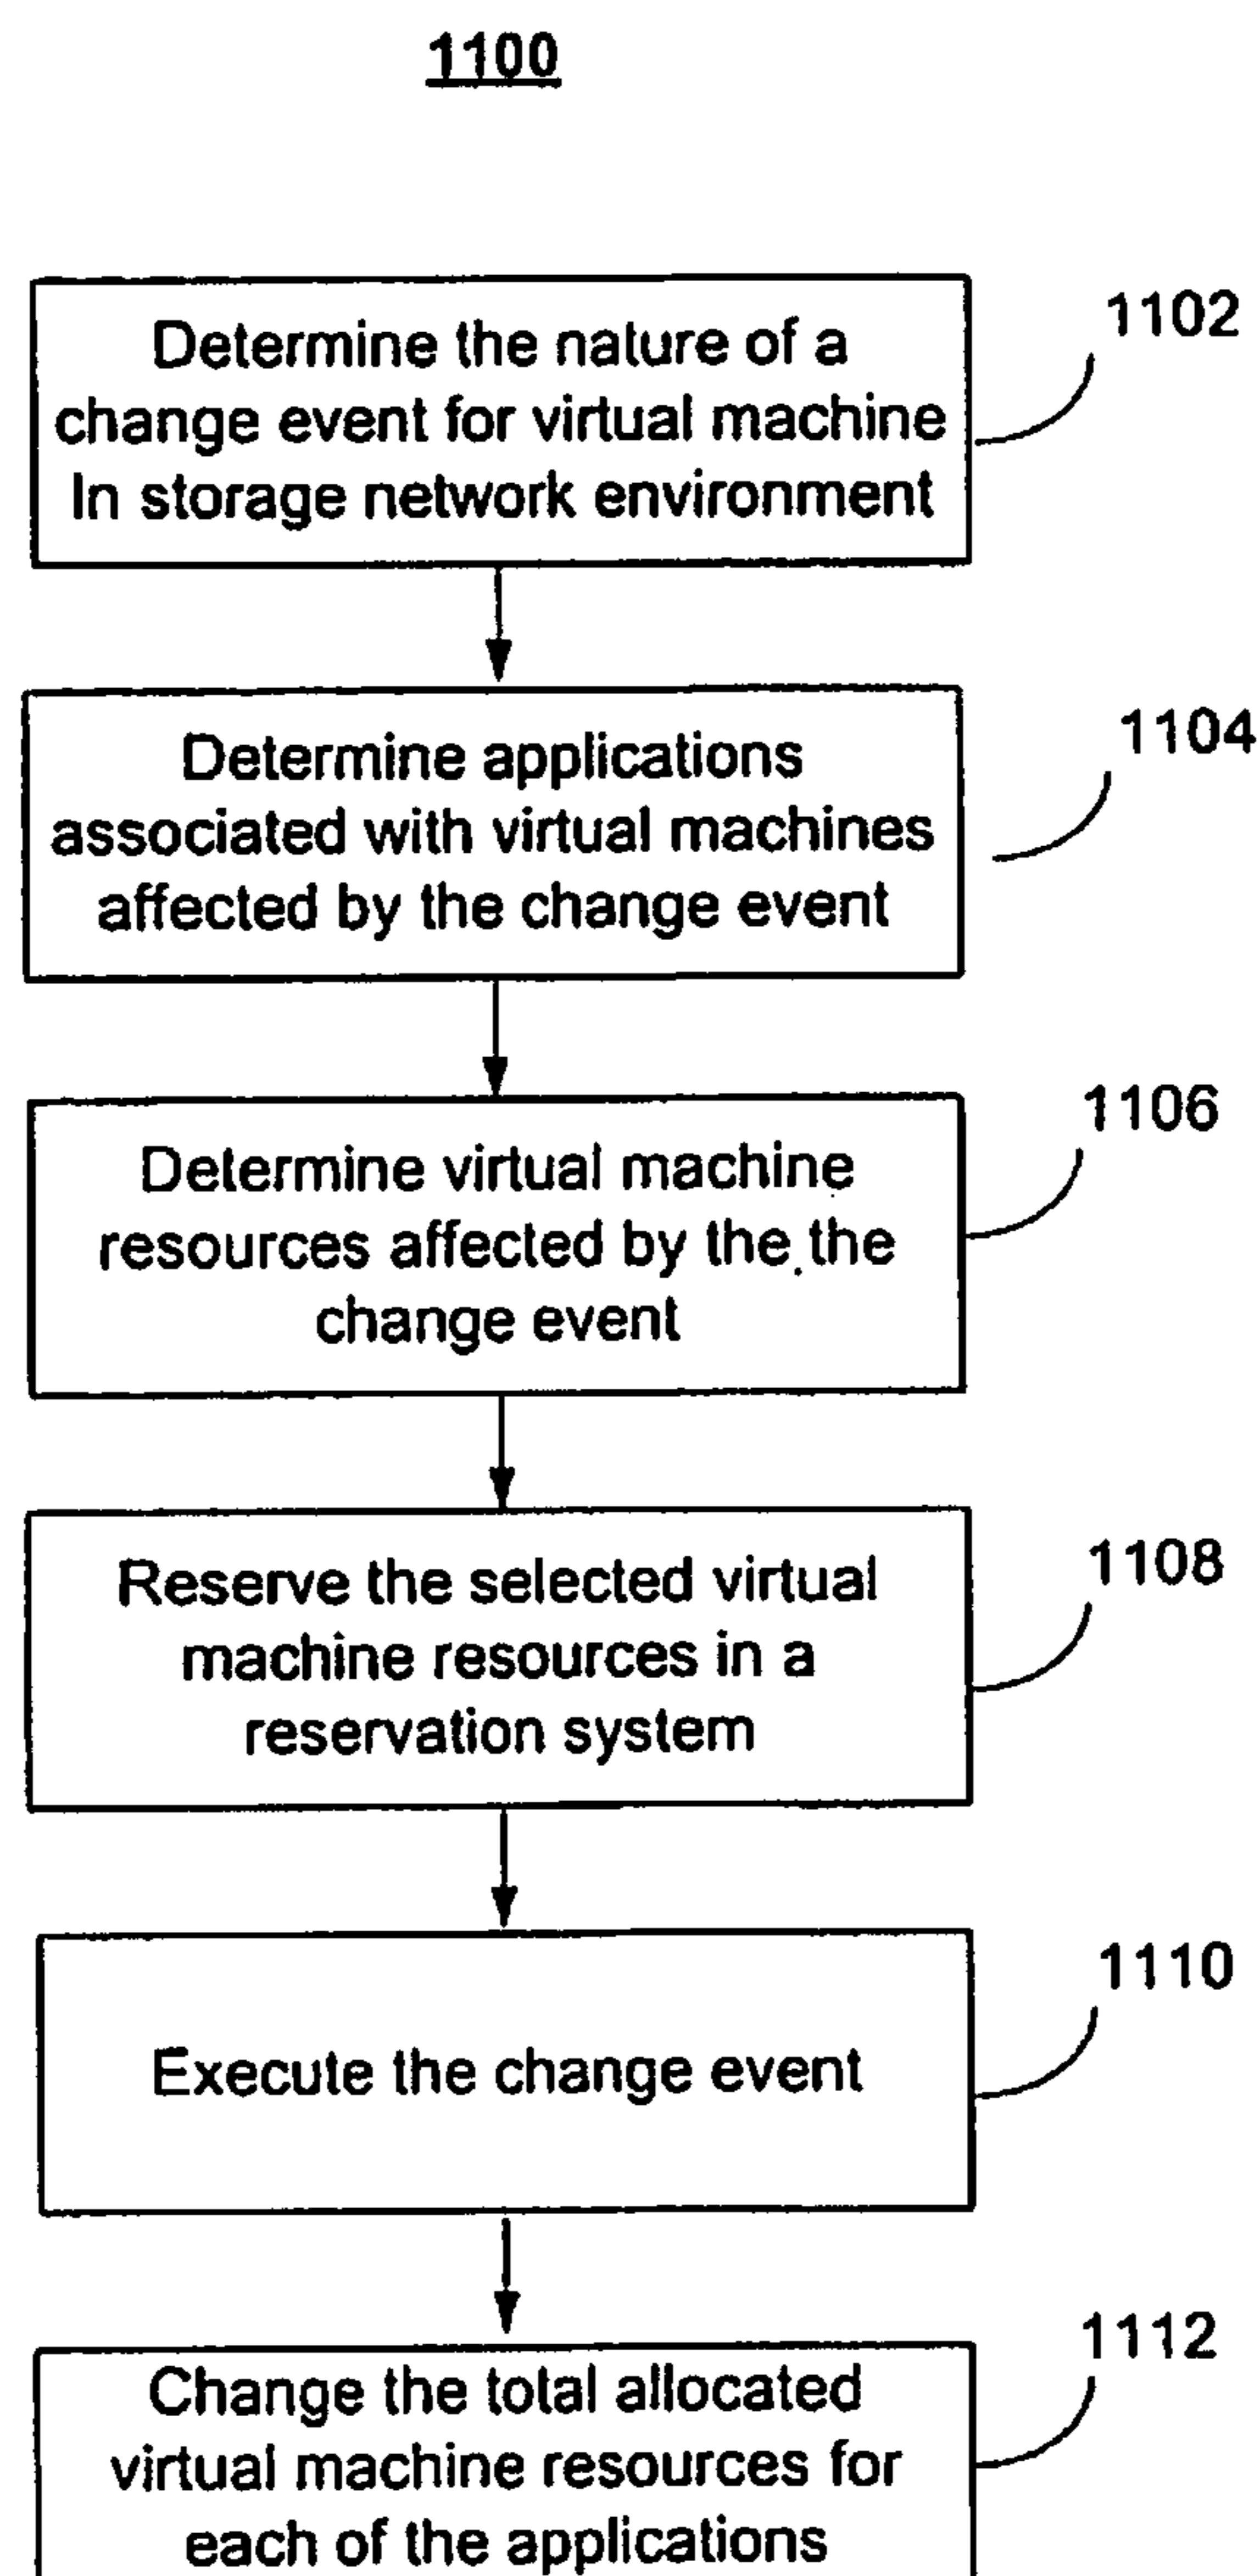 1100
Determine the nature of a
change event for virtual machine
In storage network environment
1102
Determine applications
associated with virtual machines
affected by the change event
1104
Determine virtual machine
resources affected by the the
change event
1106
Reserve the selected virtual
machine resources in a
reservation system
1108
Execute the change event
1110
Change the total allocated
virtual machine resources for
each of the applications
1112